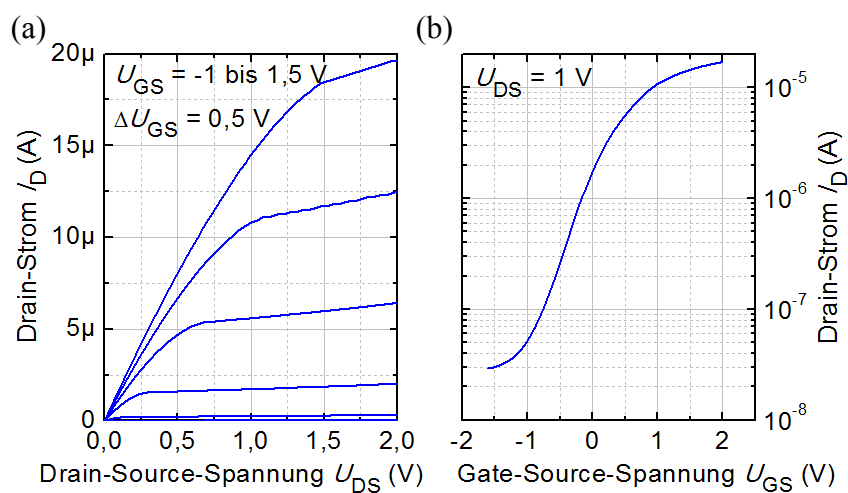 (a)
(b)
20µ
15µ
10µ
5µ
0
Drain-Strom I_D (A)
U_GS = -1 bis 1,5 V
ΔU_GS = 0,5 V
0,0 0,5 1,0 1,5 2,0
Drain-Source-Spannung U_DS (V)
U_DS = 1 V
10^-5
10^-6
10^-7
10^-8
Drain-Strom I_D (A)
-2 -1 0 1 2
Gate-Source-Spannung U_GS (V)